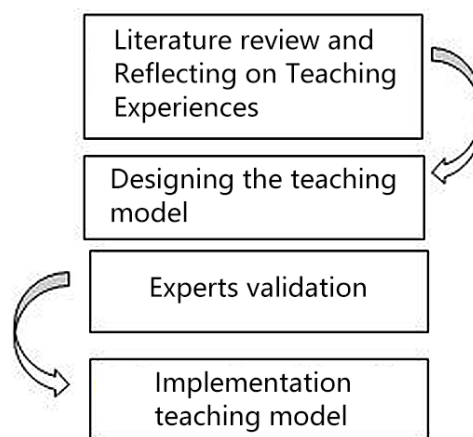 Literature review and
Reflecting on Teaching
Experiences
Designing the teaching
model
Experts validation
Implementation
teaching model